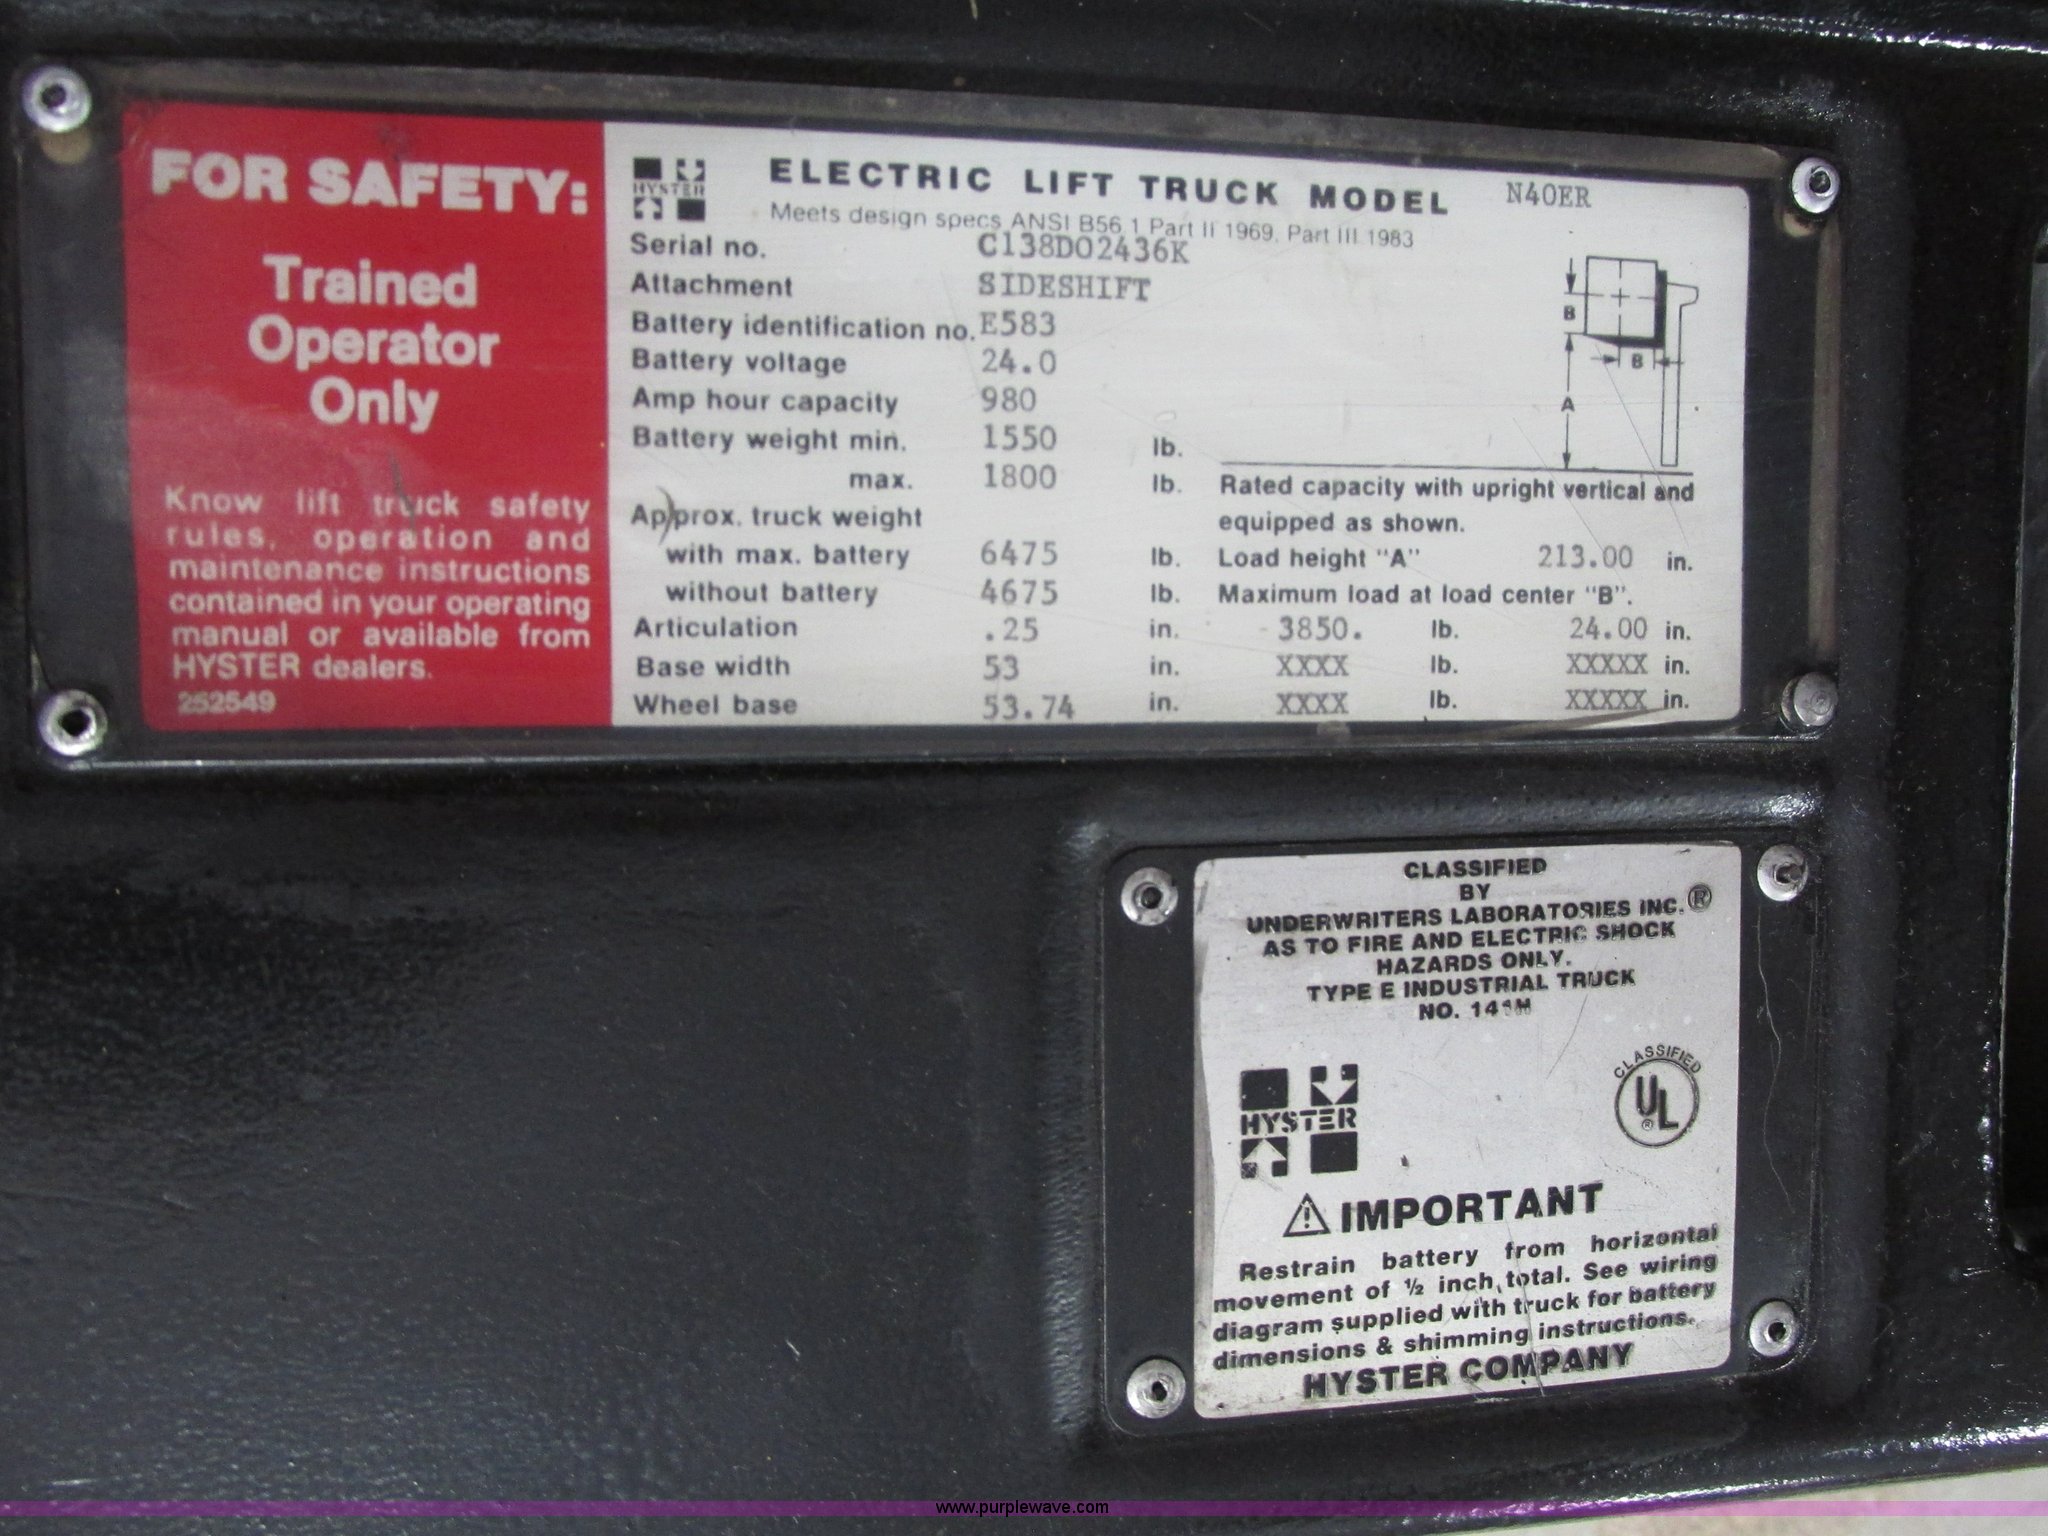 FOR SAFETY:
Trained
Operator
Only
Know lift truck safety
rules, operation and
maintenance instructions
contained in your operating
manual or available from
HYSTER dealers.
252549
HYSTER
ELECTRIC LIFT TRUCK MODEL N40ER
Meets design specs ANSI B56.1 Part II 1969, Part III 1983
Serial no. C138D02436K
Attachment SIDESHIFT
Battery identification no. E583
Battery voltage 24.0
Amp hour capacity 980
Battery weight min. 1550 lb.
max. 1800 lb.
Approx. truck weight
with max. battery 6475 lb.
without battery 4675 lb.
Articulation .25 in.
Base width 53 in.
Wheel base 53.74 in.
B
B
A
Rated capacity with upright vertical and
equipped as shown.
Load height "A" 213.00 in.
Maximum load at load center "B".
3850. lb. 24.00 in.
XXXX lb. XXXXX in.
XXXX lb. XXXXX in.
CLASSIFIED
BY
UNDERWRITERS LABORATORIES INC.®
AS TO FIRE AND ELECTRIC SHOCK
HAZARDS ONLY.
TYPE E INDUSTRIAL TRUCK
NO.
HYSTER
CLASSIFIED
UL®
IMPORTANT
Restrain battery from horizontal
movement of ½ inch total. See wiring
diagram supplied with truck for battery
dimensions & shimming instructions.
HYSTER COMPANY
www.purplewave.com